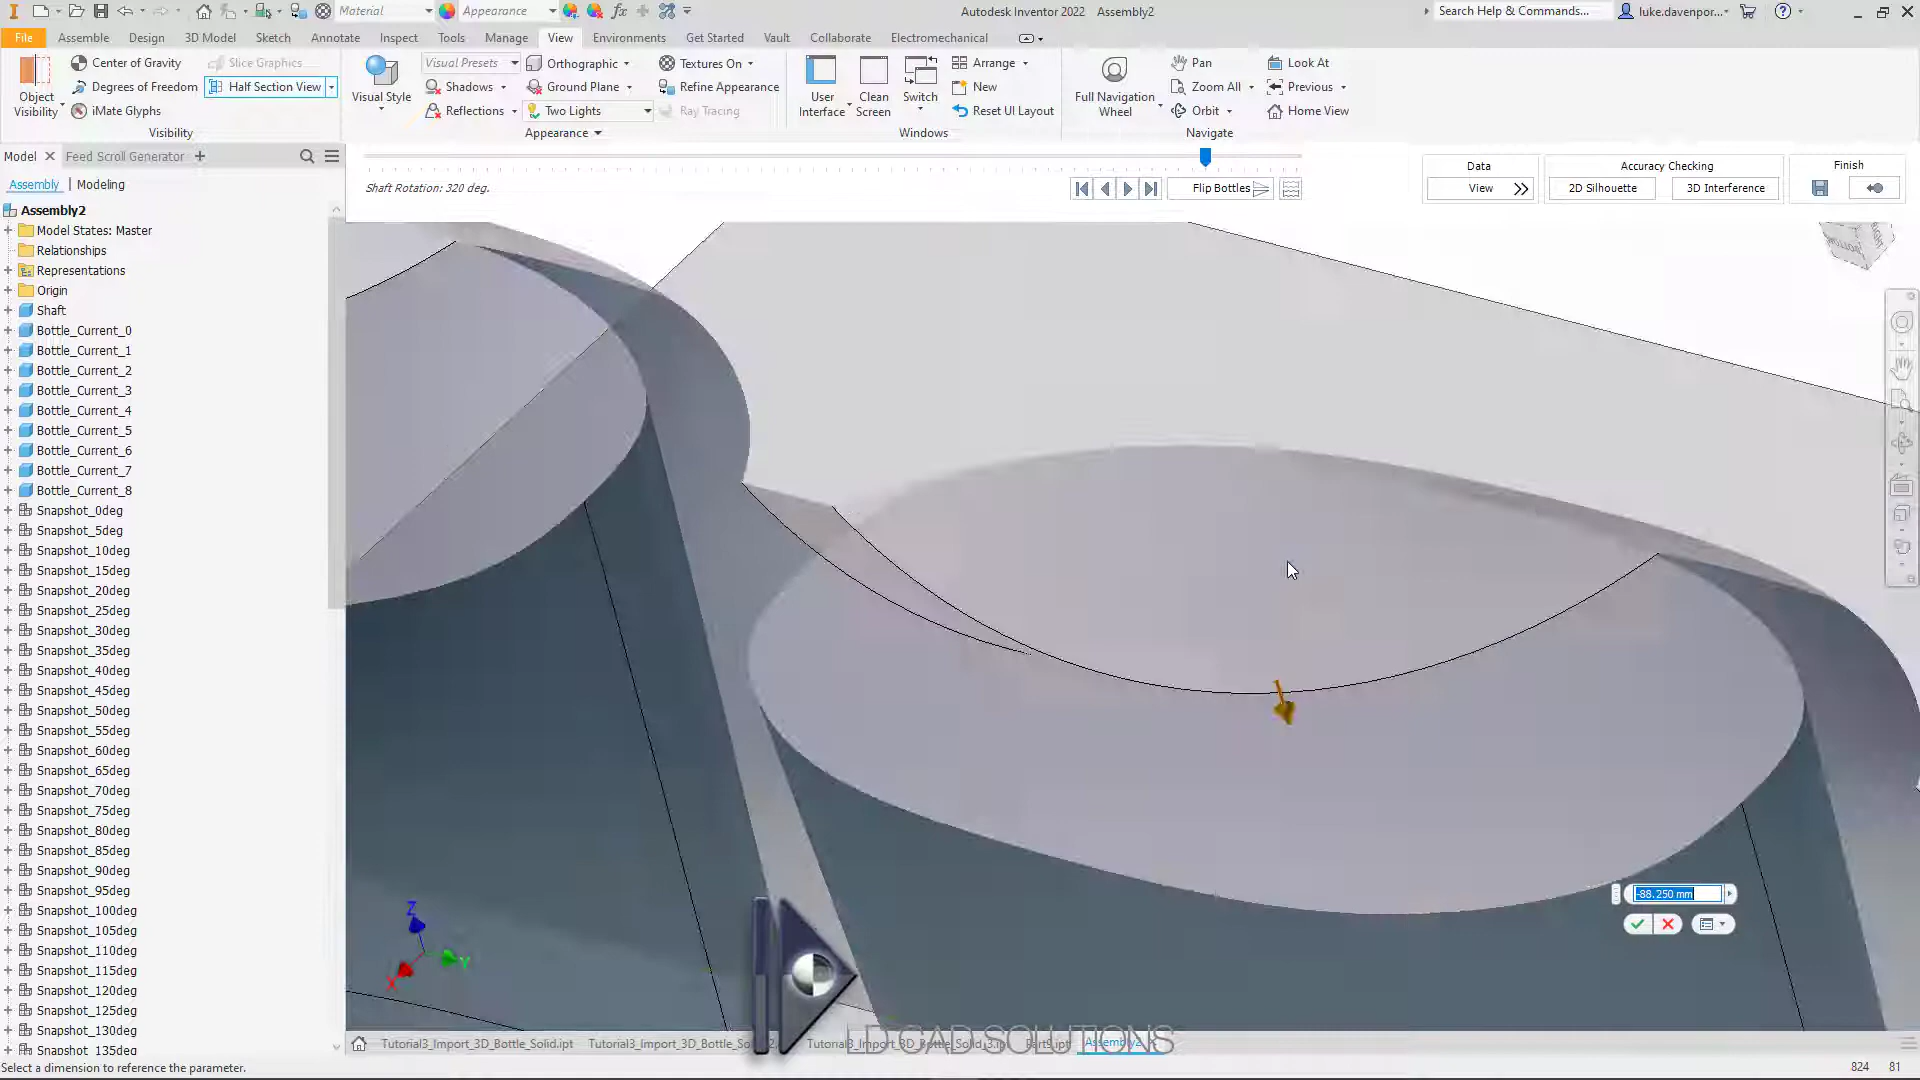 Material
Appearance
Autodesk Inventor 2022 Assembly2
Search Help & Commands...
luke.davenpor...
File Assemble Design 3D Model Sketch Annotate Inspect Tools Manage View Environments Get Started Vault Collaborate Electromechanical
Object Visibility
Center of Gravity
Degrees of Freedom
iMate Glyphs
Slice Graphics
Half Section View
Visibility
Visual Style
Visual Presets
Shadows
Reflections
Orthographic
Ground Plane
Two Lights
Textures On
Refine Appearance
Ray Tracing
Appearance
User Interface
Clean Screen
Switch
Arrange
New
Reset UI Layout
Windows
Full Navigation Wheel
Pan
Zoom All
Orbit
Look At
Previous
Home View
Navigate
Model Feed Scroll Generator
Assembly Modeling
Assembly2
Model States: Master
Relationships
Representations
Origin
Shaft
Bottle_Current_0
Bottle_Current_1
Bottle_Current_2
Bottle_Current_3
Bottle_Current_4
Bottle_Current_5
Bottle_Current_6
Bottle_Current_7
Bottle_Current_8
Snapshot_0deg
Snapshot_5deg
Snapshot_10deg
Snapshot_15deg
Snapshot_20deg
Snapshot_25deg
Snapshot_30deg
Snapshot_35deg
Snapshot_40deg
Snapshot_45deg
Snapshot_50deg
Snapshot_55deg
Snapshot_60deg
Snapshot_65deg
Snapshot_70deg
Snapshot_75deg
Snapshot_80deg
Snapshot_85deg
Snapshot_90deg
Snapshot_95deg
Snapshot_100deg
Snapshot_105deg
Snapshot_110deg
Snapshot_115deg
Snapshot_120deg
Snapshot_125deg
Snapshot_130deg
Snapshot_135deg
Shaft Rotation: 320 deg.
Flip Bottles
Data
View
Accuracy Checking
2D Silhouette
3D Interference
Finish
BOTTOM
-88.250 mm
Z
Y
X
LD CAD SOLUTIONS
Tutorial3_Import_3D_Bottle_Solid.ipt
Assembly2
Select a dimension to reference the parameter.
824 81